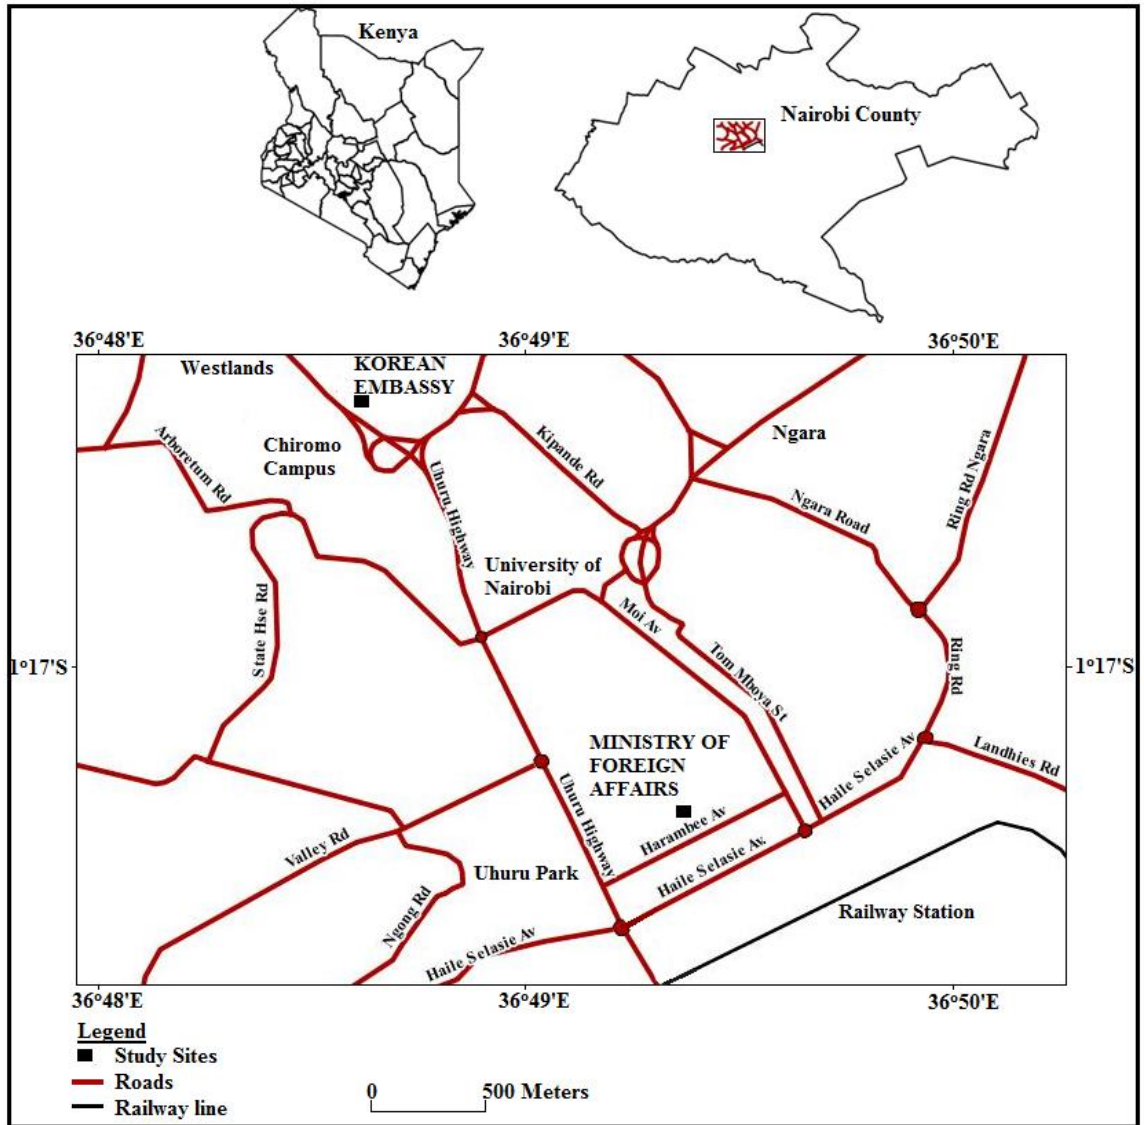 Kenya
Nairobi County
36°48'E
36°49'E
36°50'E
Westlands
KOREAN
EMBASSY
Arboretum Rd
Chiromo
Campus
Kipande Rd
Ngara
Ring Rd Ngara
Uhuru Highway
Ngara Road
University of
Nairobi
State Hse Rd
Moi Av
1°17'S
Tom Mboya St
Ring Rd
1°17'S
MINISTRY OF
FOREIGN
AFFAIRS
Haile Selasie Av
Landhies Rd
Uhuru Highway
Harambee Av
Valley Rd
Haile Selasie Av.
Uhuru Park
Ngong Rd
Railway Station
Haile Selasie Av
36°48'E
36°49'E
36°50'E
Legend
Study Sites
Roads
Railway line
0
500 Meters